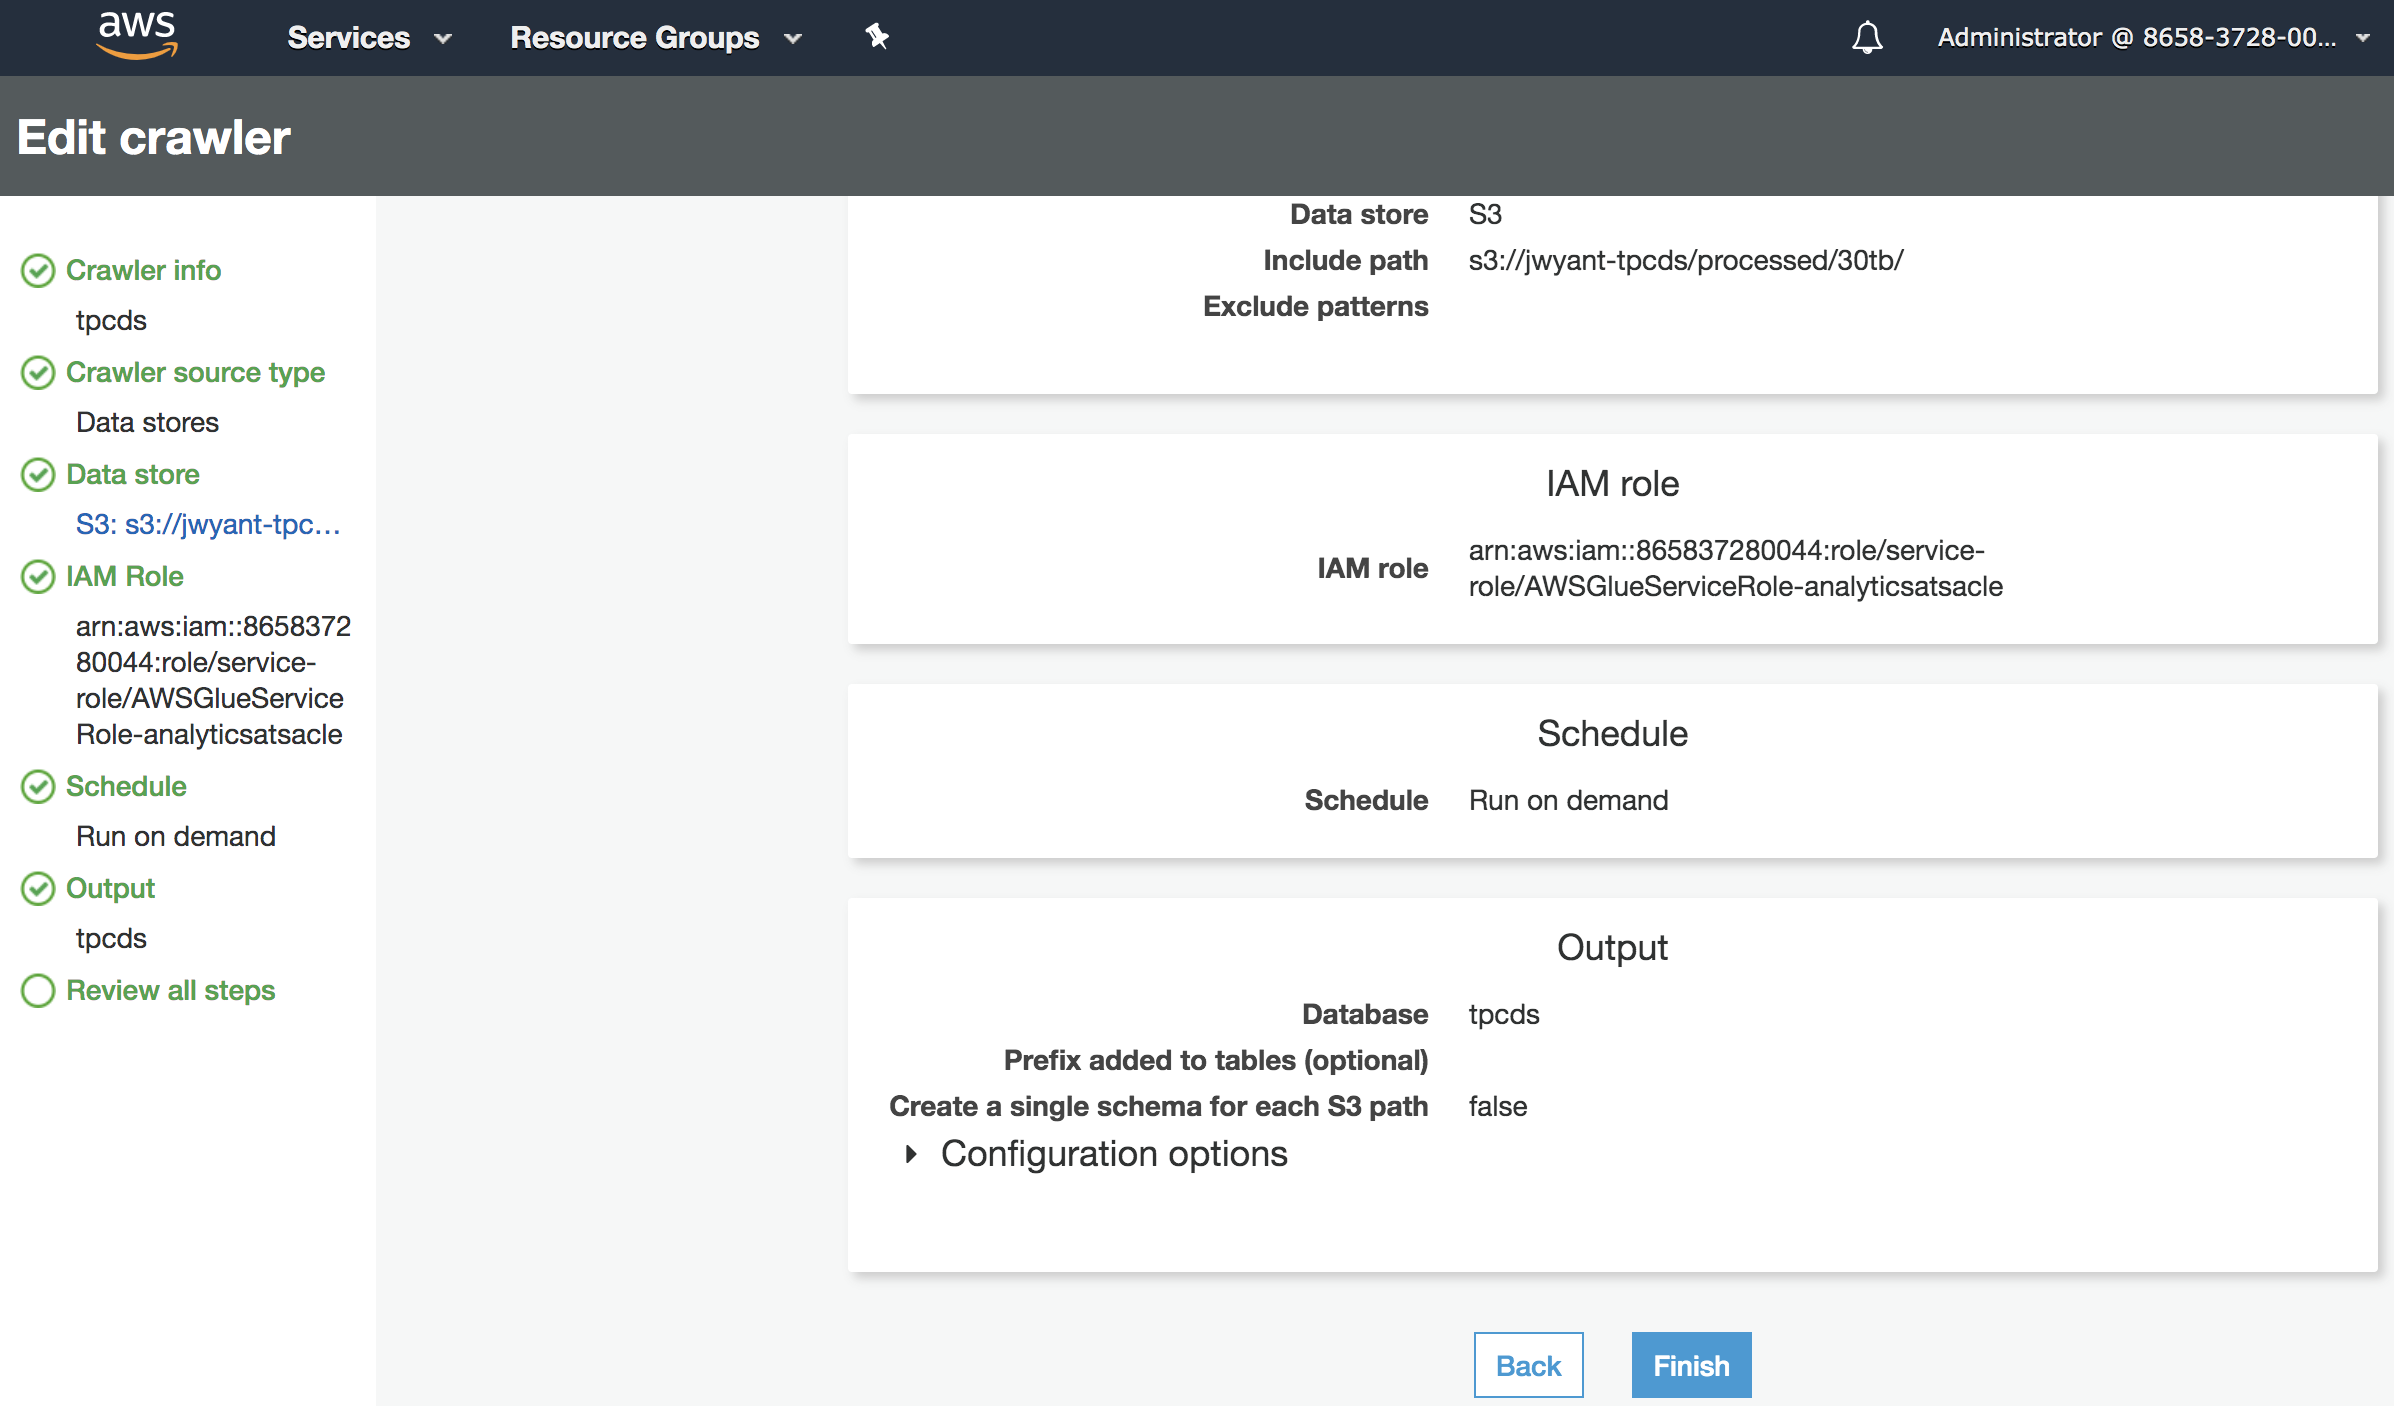 aws Services Resource Groups Administrator @ 8658-3728-00...
Edit crawler
Crawler info
tpcds
Crawler source type
Data stores
Data store
S3: s3://jwyant-tpc...
IAM Role
arn:aws:iam::8658372
80044:role/service-
role/AWSGlueService
Role-analyticsatsacle
Schedule
Run on demand
Output
tpcds
Review all steps
Data store S3
Include path s3://jwyant-tpcds/processed/30tb/
Exclude patterns
IAM role
IAM role arn:aws:iam::865837280044:role/service-
role/AWSGlueServiceRole-analyticsatsacle
Schedule
Schedule Run on demand
Output
Database tpcds
Prefix added to tables (optional)
Create a single schema for each S3 path false
Configuration options
Back Finish